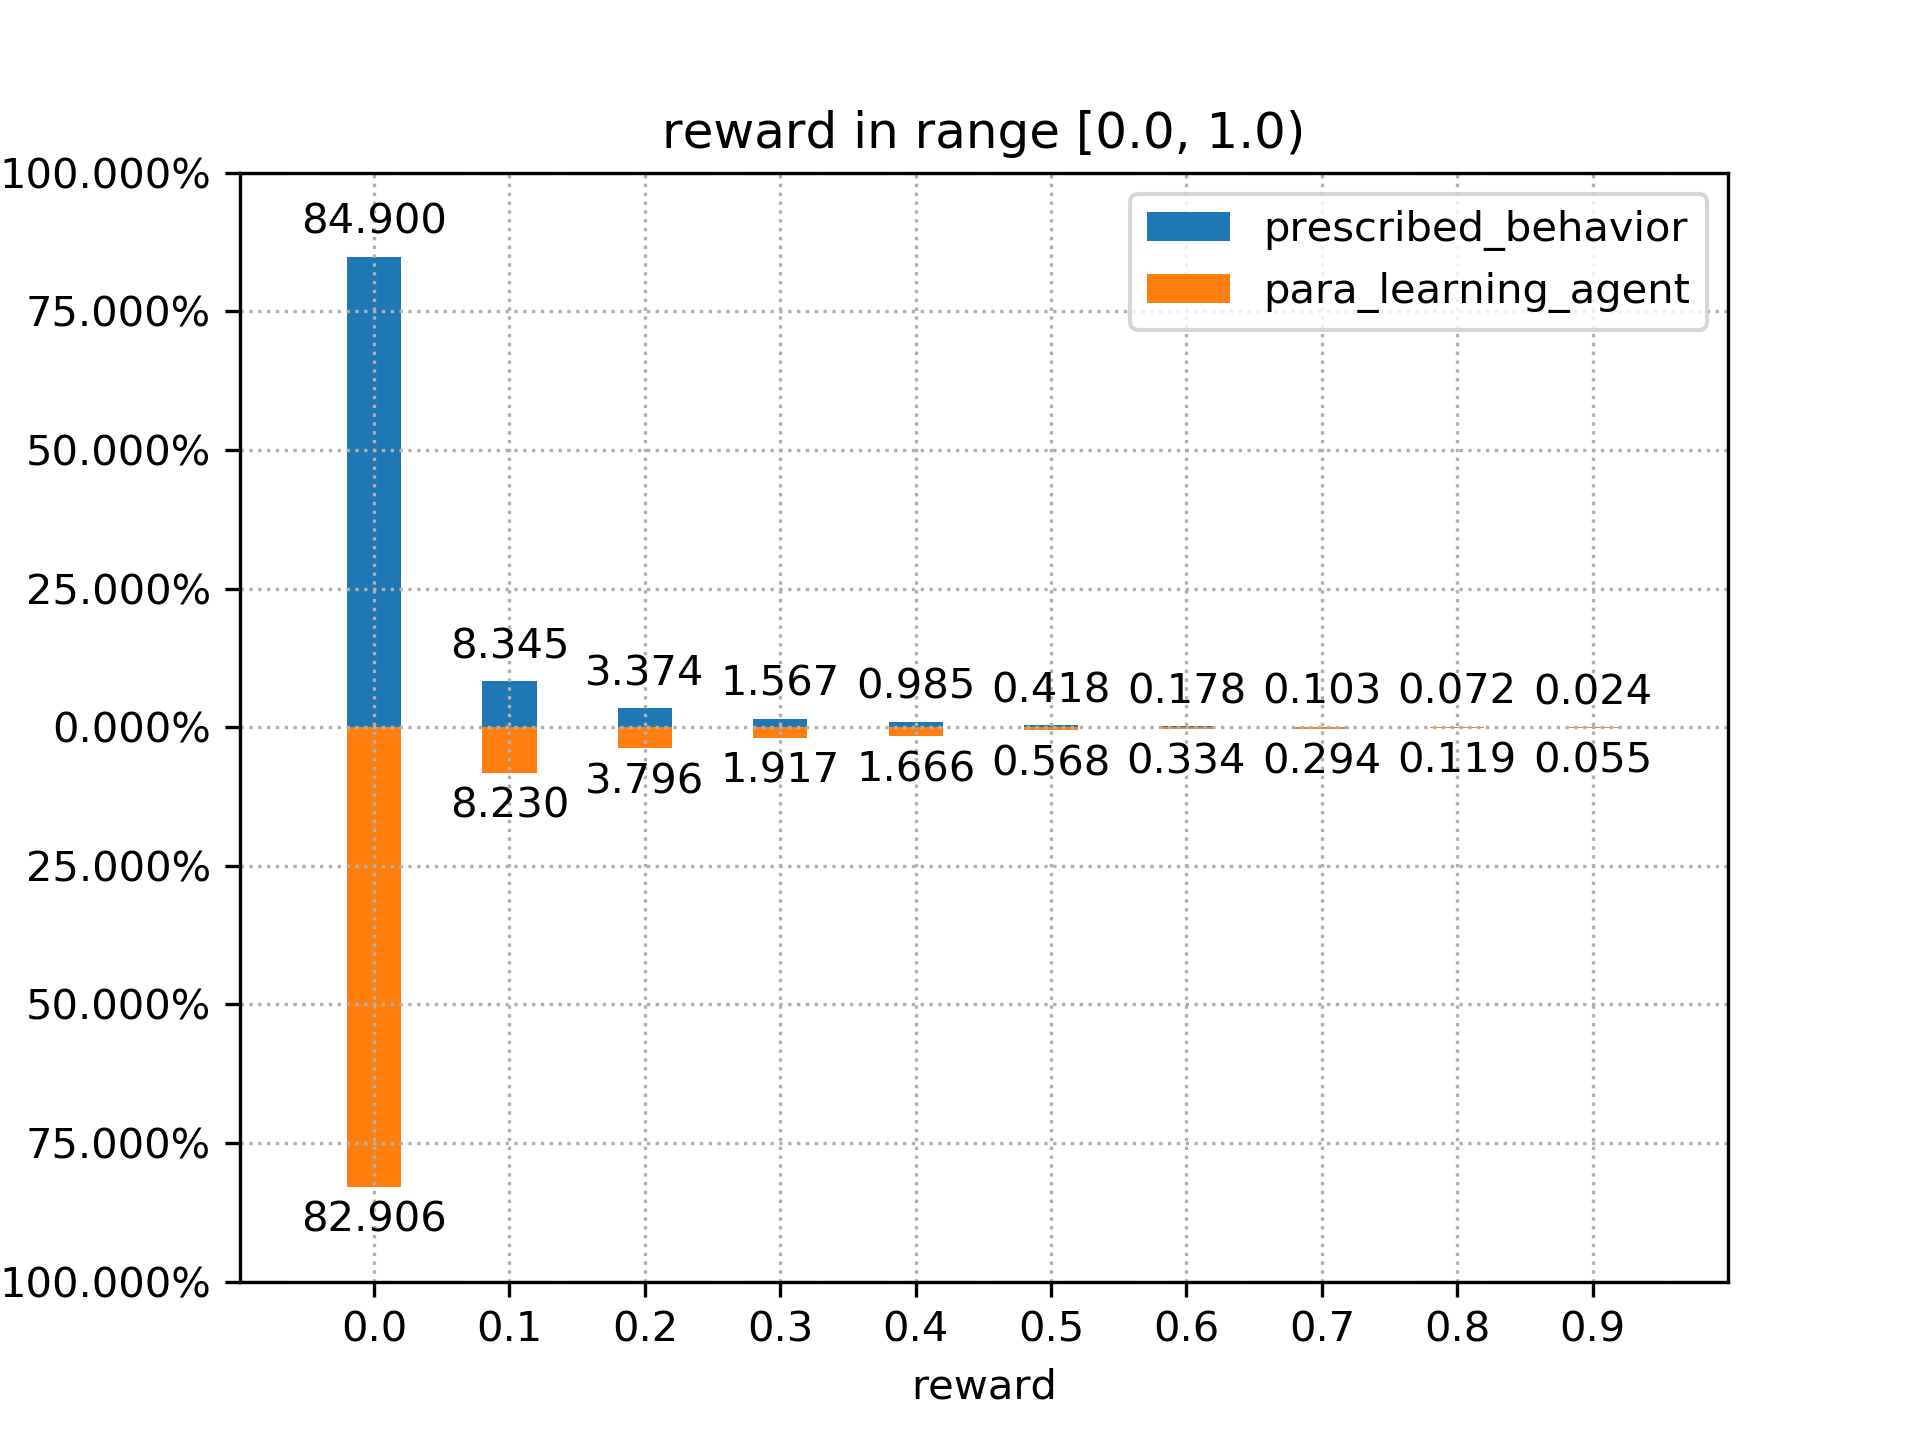 reward in range [0.0, 1.0)
100.000%
75.000%
50.000%
25.000%
0.000%
25.000%
50.000%
75.000%
100.000%
prescribed_behavior
para_learning_agent
84.900
8.345 3.374 1.567 0.985 0.418 0.178 0.103 0.072 0.024
8.230 3.796 1.917 1.666 0.568 0.334 0.294 0.119 0.055
82.906
0.0 0.1 0.2 0.3 0.4 0.5 0.6 0.7 0.8 0.9
reward